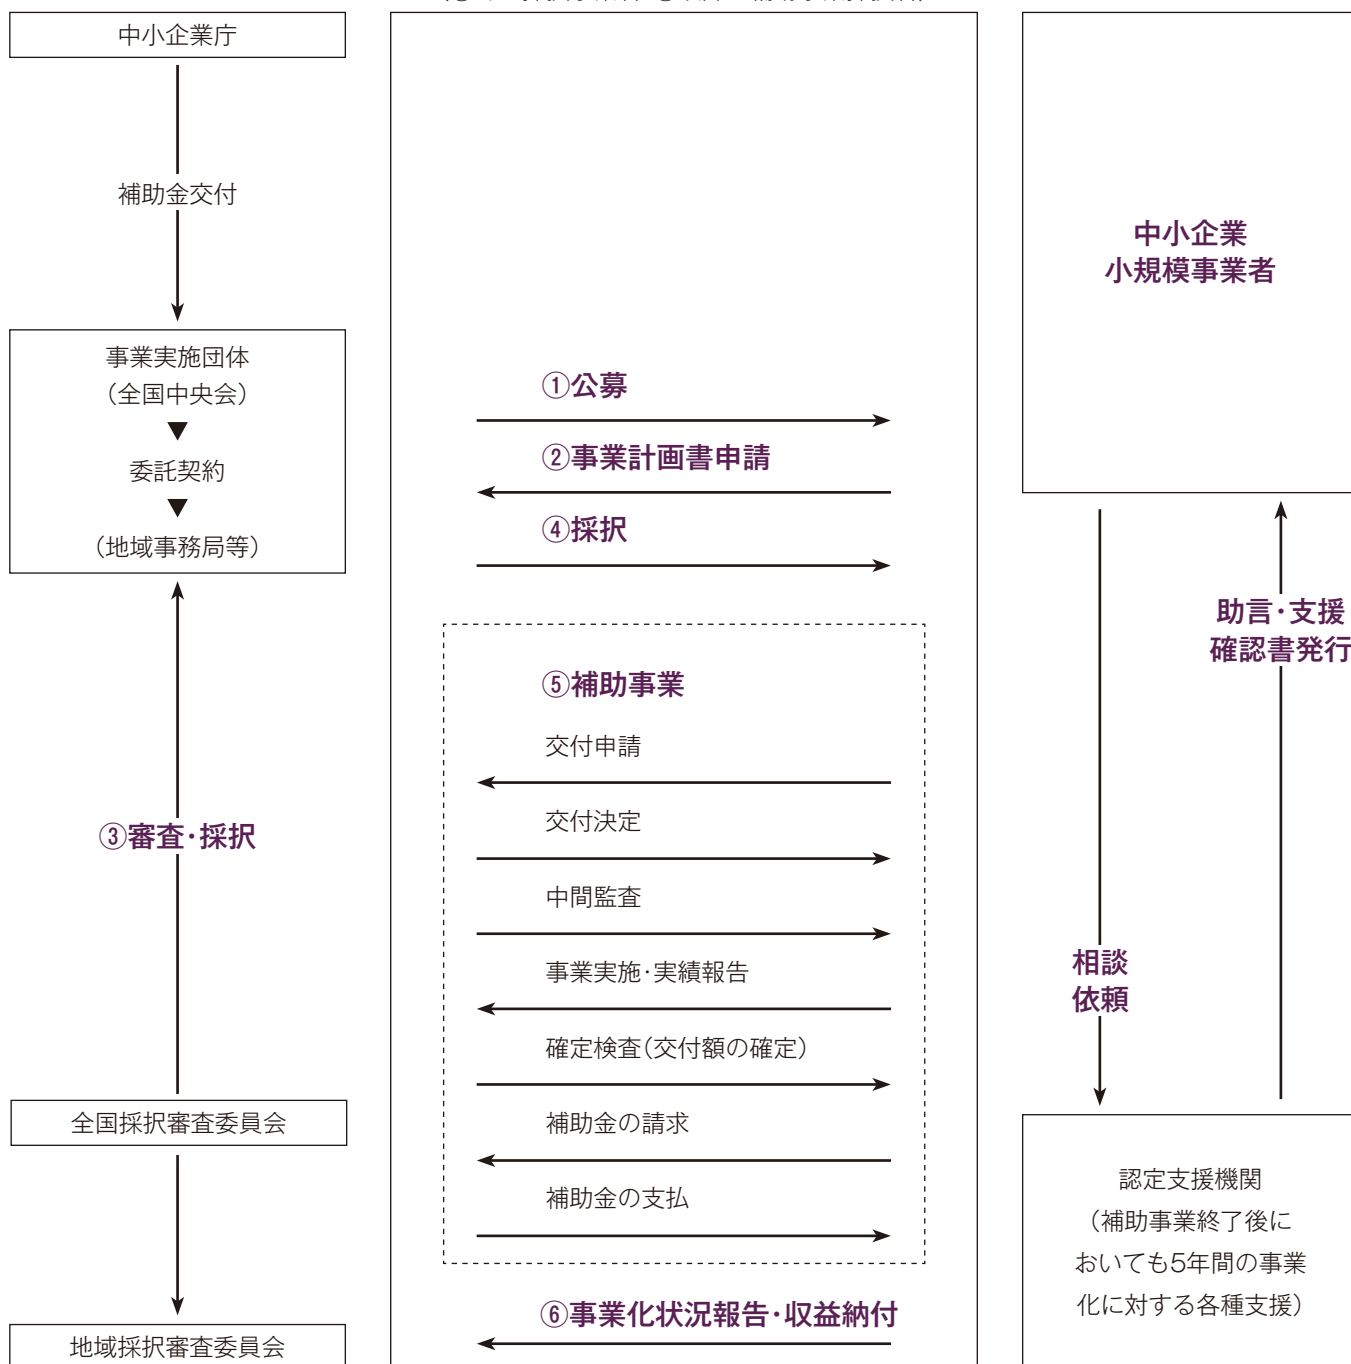 中小企業庁
補助金交付
事業実施団体
（全国中央会）
▼
委託契約
▼
（地域事務局等）
③審査・採択
全国採択審査委員会
地域採択審査委員会
①公募
②事業計画書申請
④採択
⑤補助事業
交付申請
交付決定
中間監査
事業実施・実績報告
確定検査（交付額の確定）
補助金の請求
補助金の支払
⑥事業化状況報告・収益納付
中小企業
小規模事業者
助言・支援
確認書発行
相談
依頼
認定支援機関
（補助事業終了後に
おいても5年間の事業
化に対する各種支援）